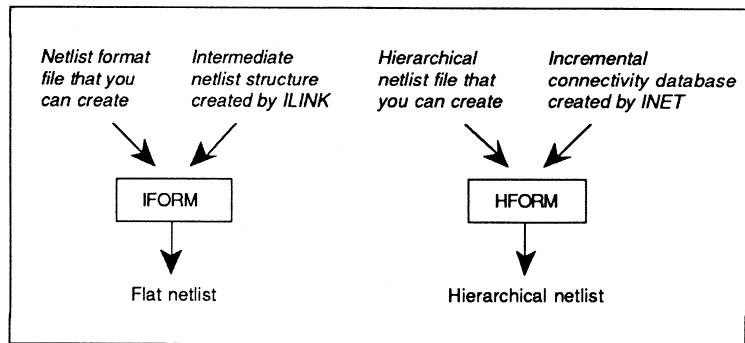 Netlist format
file that you
can create
Intermediate
netlist structure
created by ILINK
Hierarchical
netlist file that
you can create
Incremental
connectivity database
created by INET
IFORM
HFORM
Flat netlist
Hierarchical netlist